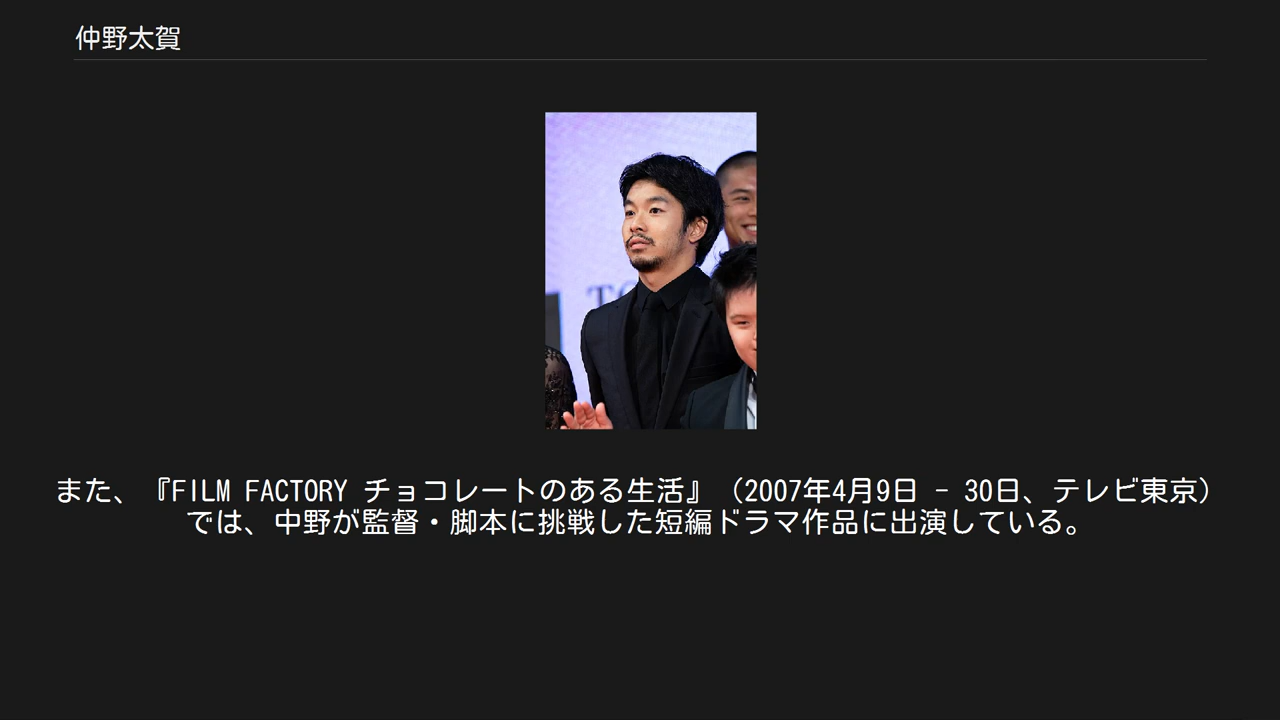 仲野太賀
TO
また、『FILM FACTORY チョコレートのある生活』（2007年4月9日 - 30日、テレビ東京）
では、中野が監督・脚本に挑戦した短編ドラマ作品に出演している。